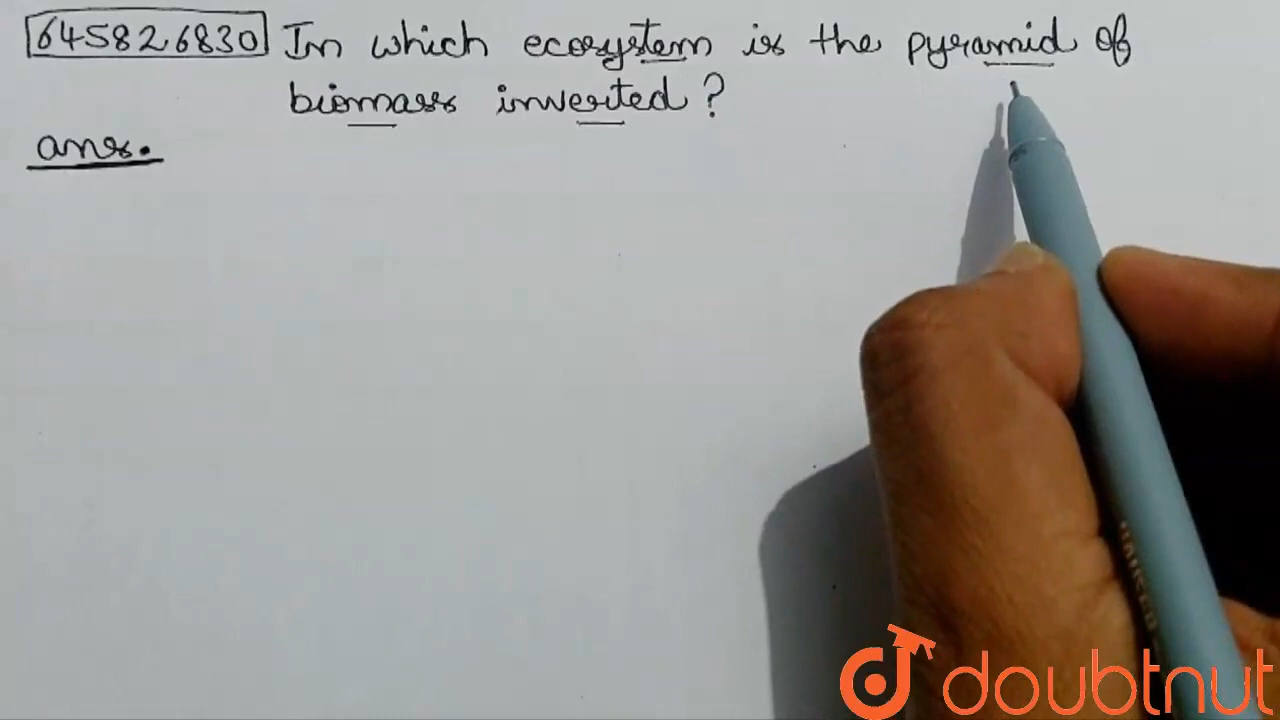 645826830 In which ecosystem is the pyramid of
biomass inverted ?
ans.
doubtnut